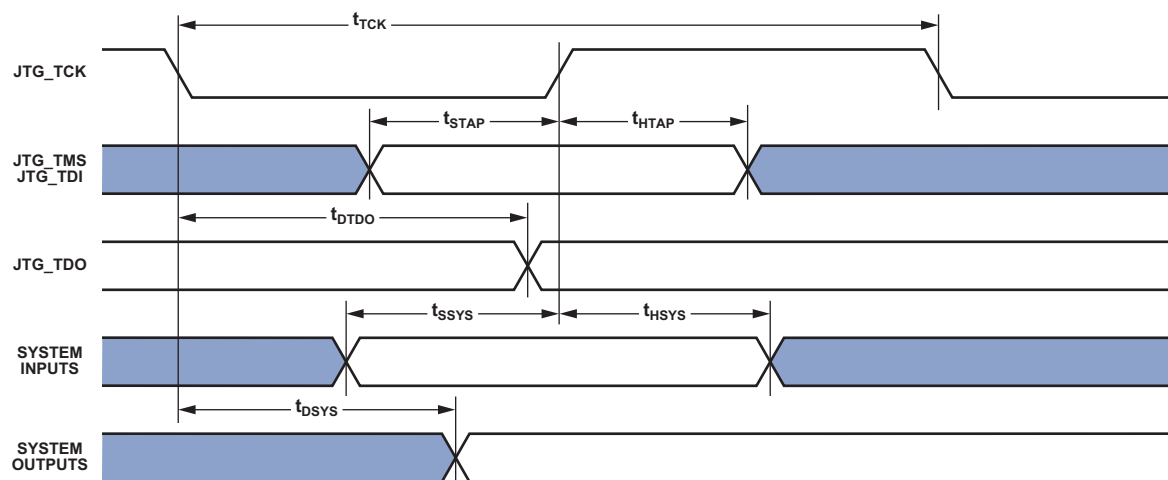 tTCK
JTG_TCK
tSTAP
tHTAP
JTG_TMS
JTG_TDI
tDTDO
JTG_TDO
tSSYS
tHSYS
SYSTEM
INPUTS
tDSYS
SYSTEM
OUTPUTS